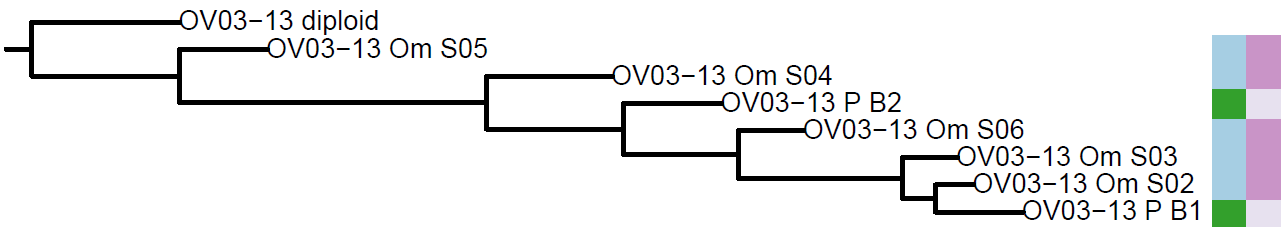 OV03−13 diploid
OV03−13 Om S05
OV03−13 Om S04
OV03−13 P B2
OV03−13 Om S06
OV03−13 Om S03
OV03−13 Om S02
OV03−13 P B1